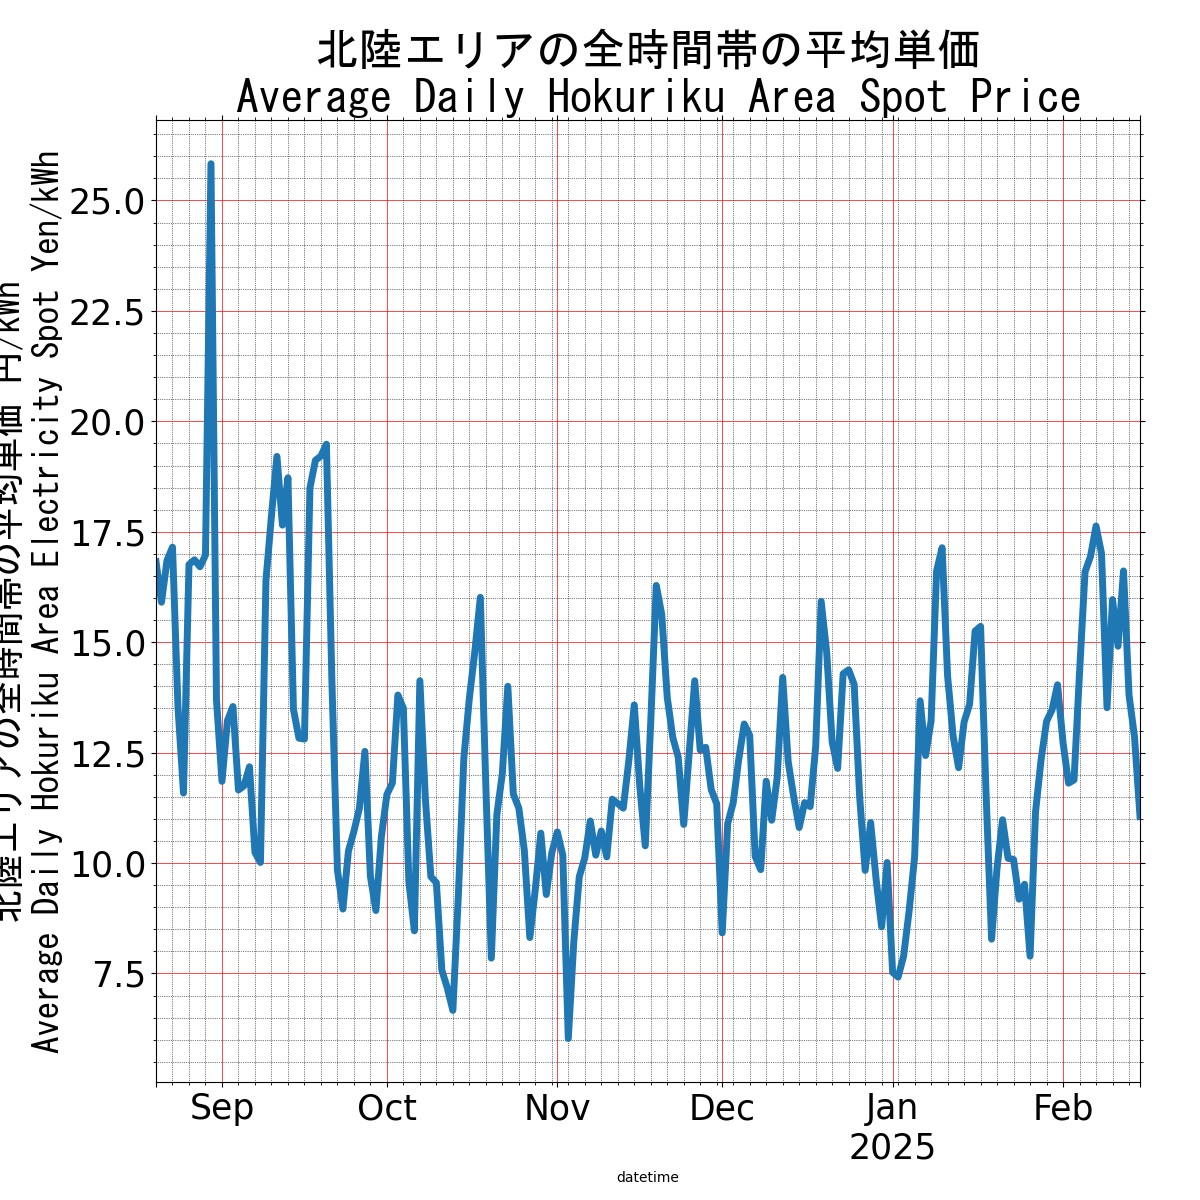 北陸エリアの全時間帯の平均単価
Average Daily Hokuriku Area Spot Price
北陸エリアの全時間帯の平均単価 円/kWh
Average Daily Hokuriku Area Electricity Spot Yen/kWh
25.0
22.5
20.0
17.5
15.0
12.5
10.0
7.5
Sep
Oct
Nov
Dec
Jan
2025
Feb
datetime